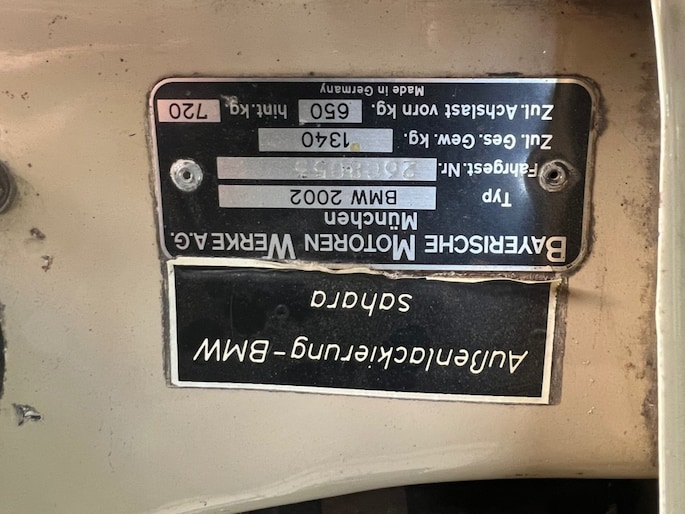 Außenlackierung-BMW
sahara
BAYERISCHE MOTOREN WERKE A.G.
München
Typ BMW 2002
Fahrgest.Nr.
Zul. Ges. Gew. kg. 1340
Zul. Achslast vorn kg. 650 hint. kg. 720
Made in Germany